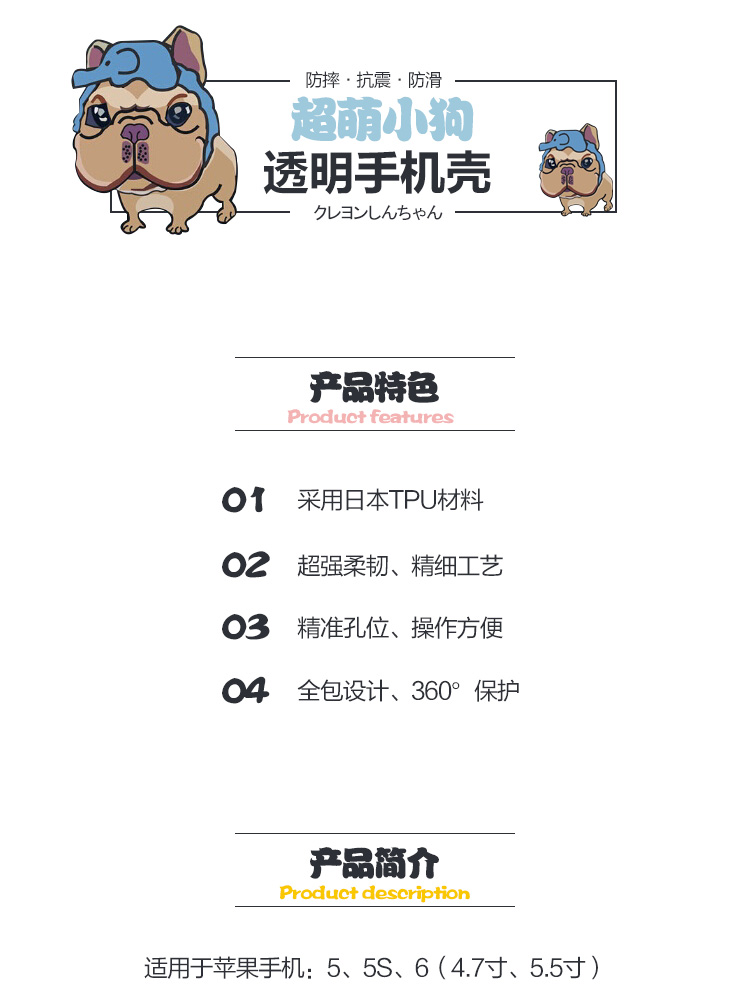 防摔·抗震·防滑
超萌小狗
透明手机壳
クレヨンしんちゃん
产品特色
Product features
01 采用日本TPU材料
02 超强柔韧、精细工艺
03 精准孔位、操作方便
04 全包设计、360°保护
产品简介
Product description
适用于苹果手机：5、5S、6（4.7寸、5.5寸）